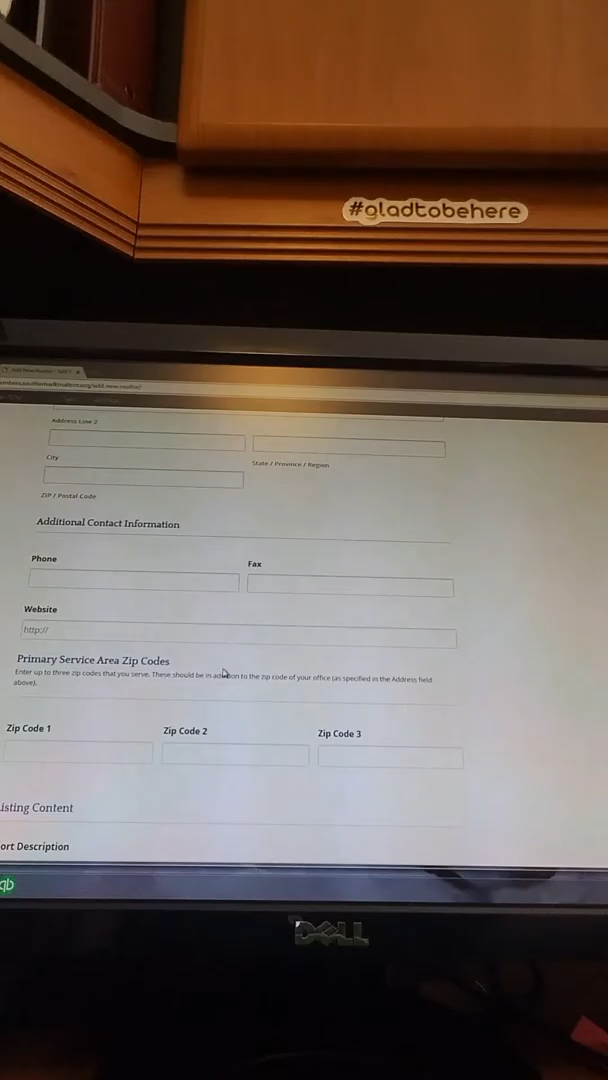 #gladtobehere
Address Line 2
City
State / Province / Region
ZIP / Postal Code
Additional Contact Information
Phone
Fax
Website
http://
Primary Service Area Zip Codes
Enter up to three zip codes that you serve. These should be in addition to the zip code of your office (as specified in the Address field
above).
Zip Code 1
Zip Code 2
Zip Code 3
isting Content
ort Description
qb
DELL